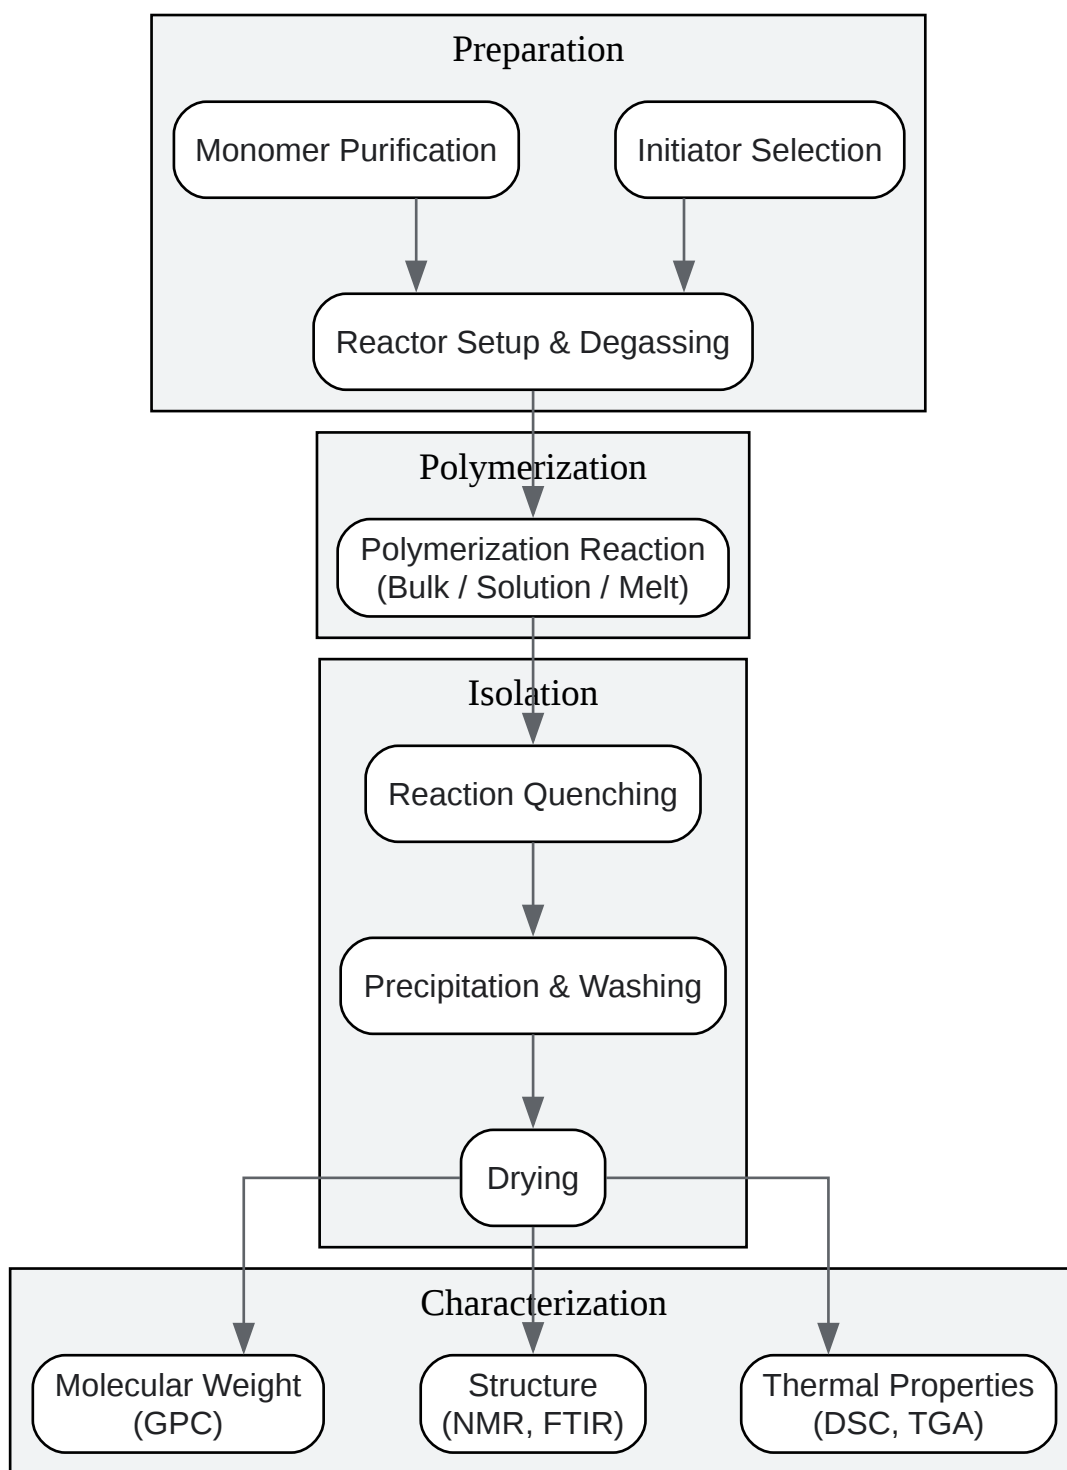 Preparation
Monomer Purification
Initiator Selection
Reactor Setup & Degassing
Polymerization
Polymerization Reaction
(Bulk / Solution / Melt)
Isolation
Reaction Quenching
Precipitation & Washing
Drying
Characterization
Molecular Weight
(GPC)
Structure
(NMR, FTIR)
Thermal Properties
(DSC, TGA)